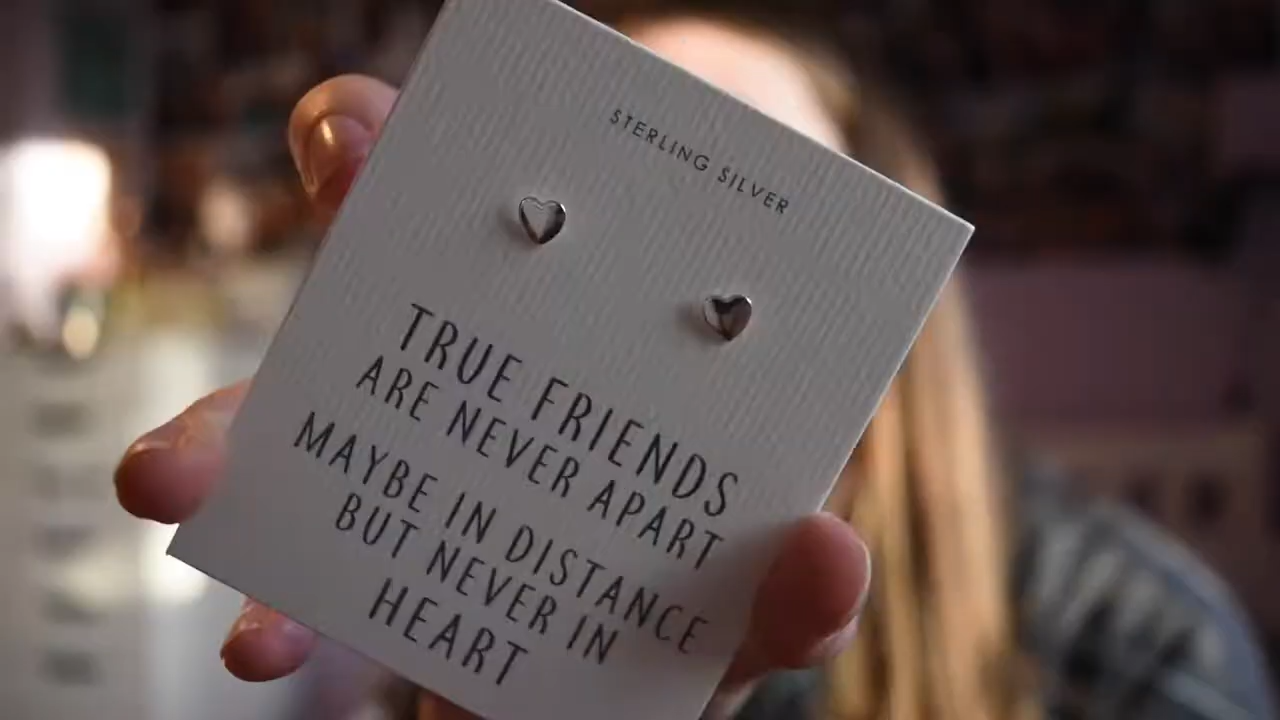 STERLING SILVER
TRUE FRIENDS
ARE NEVER APART
MAYBE IN DISTANCE
BUT NEVER IN
HEART